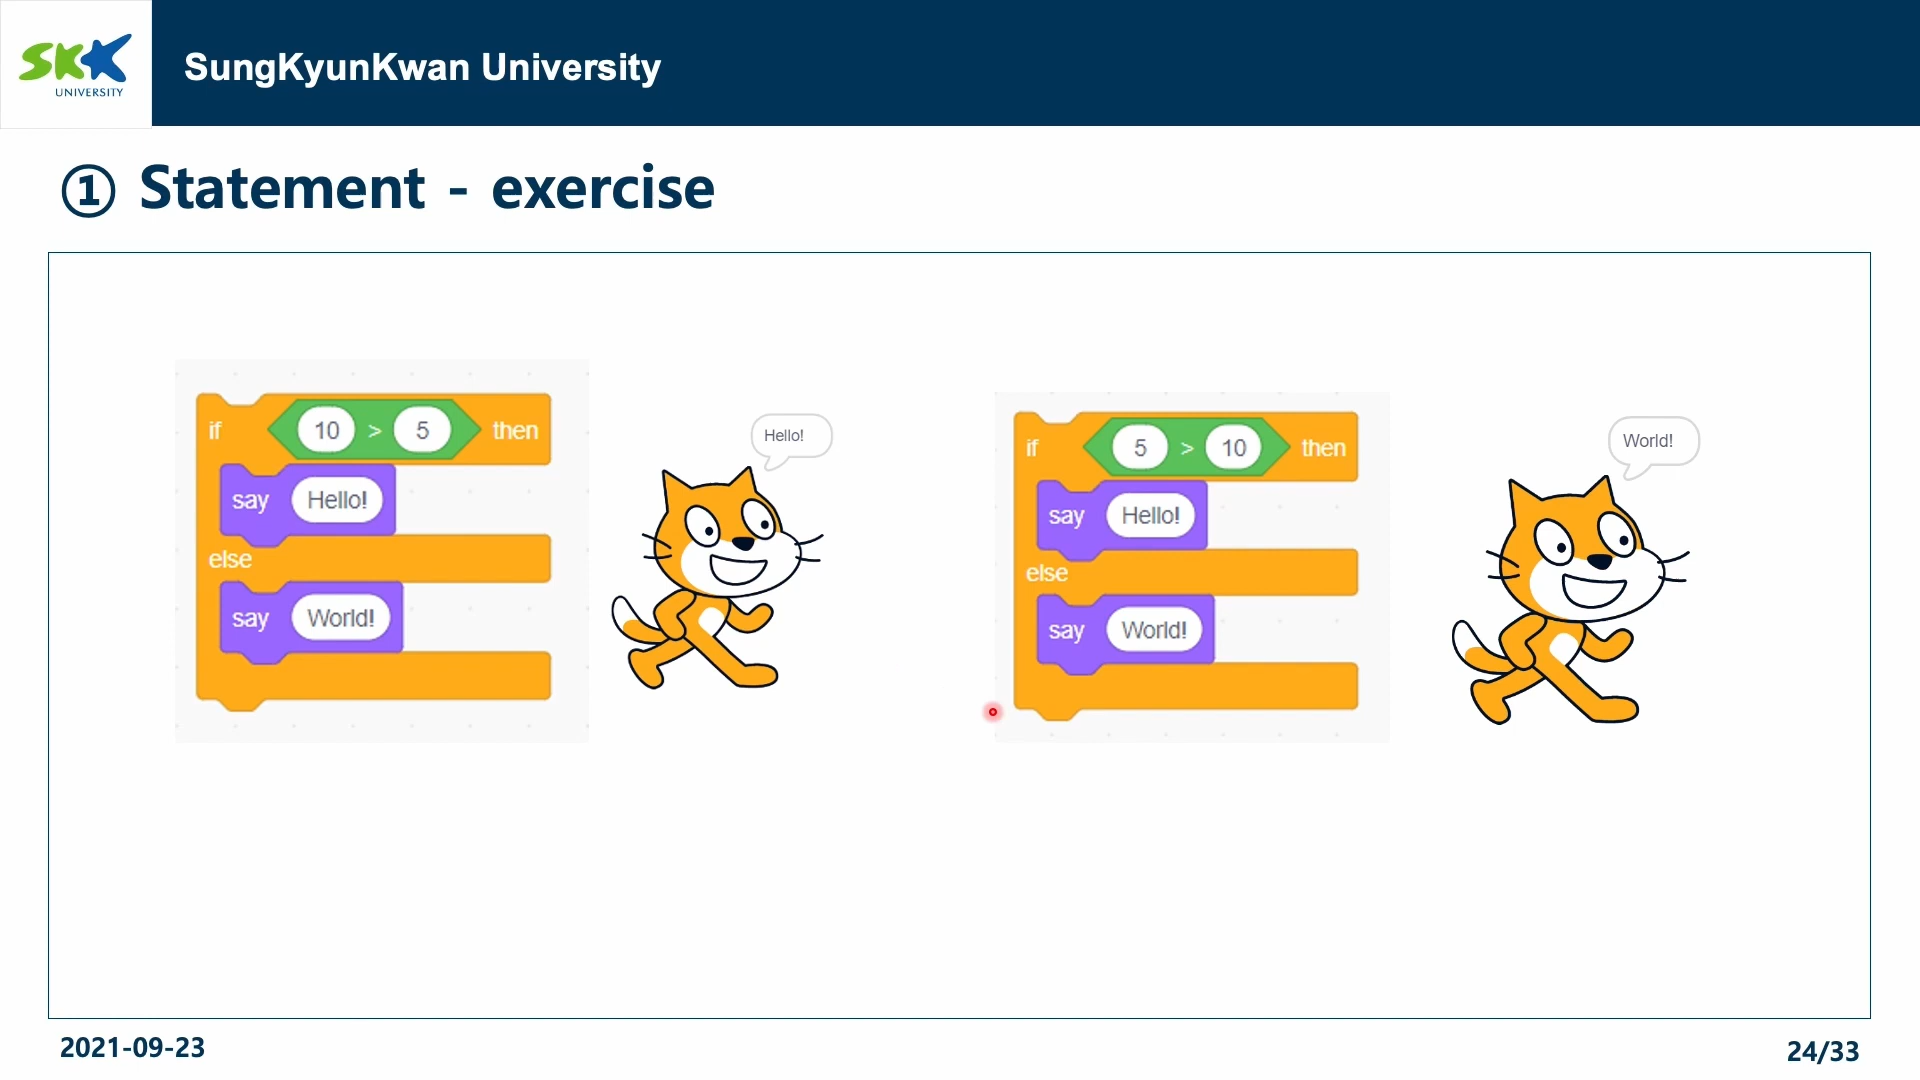 SKK
UNIVERSITY
SungKyunKwan University
① Statement - exercise
if 10 > 5 then
say Hello!
else
say World!
Hello!
if 5 > 10 then
say Hello!
else
say World!
World!
2021-09-23
24/33